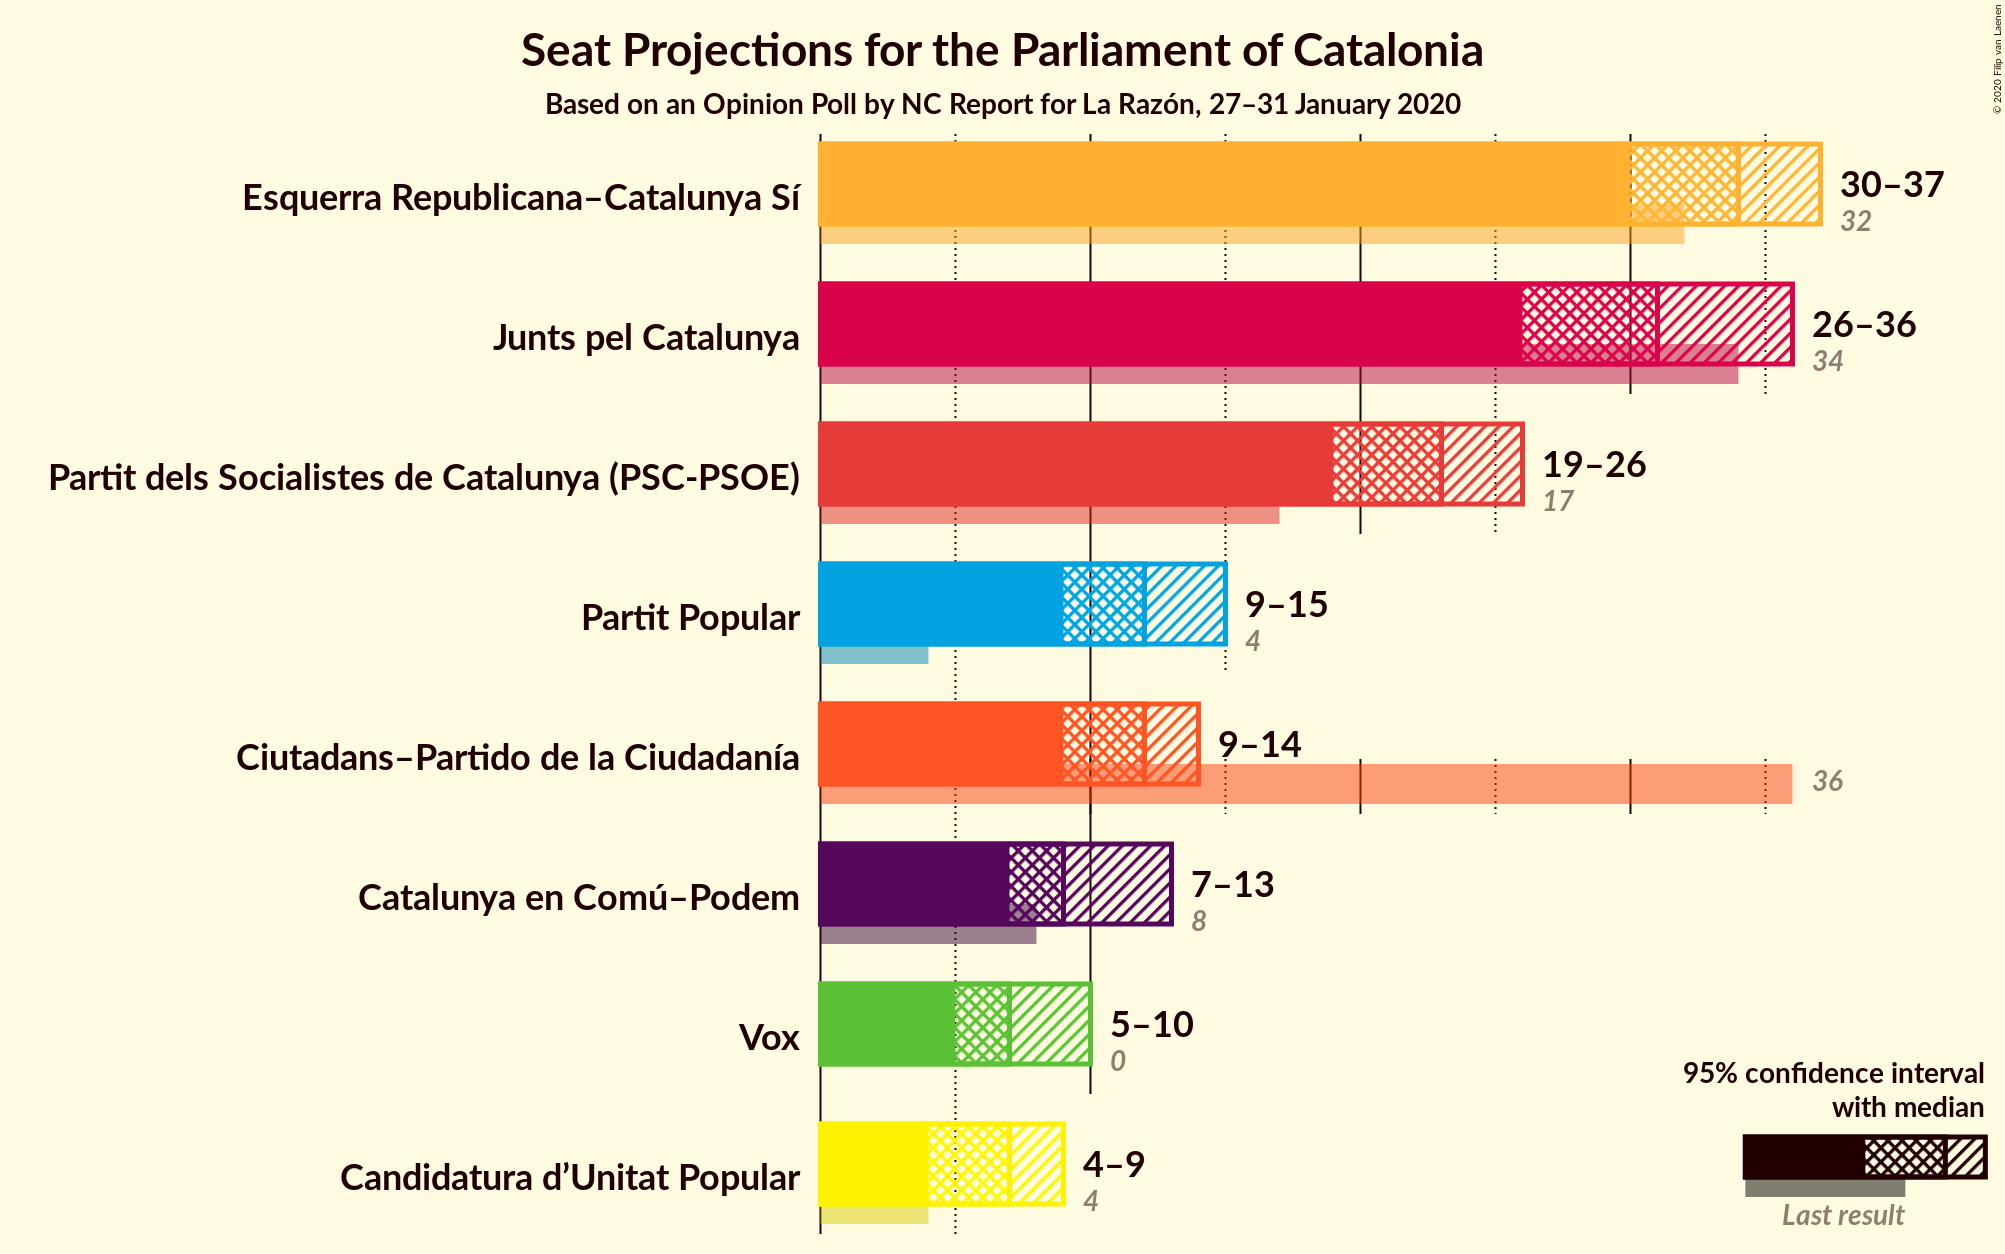 Seat Projections for the Parliament of Catalonia
Based on an Opinion Poll by NC Report for La Razón, 27–31 January 2020
© 2020 Filip van Laenen
Esquerra Republicana–Catalunya Sí
30–37
32
Junts pel Catalunya
26–36
34
Partit dels Socialistes de Catalunya (PSC-PSOE)
19–26
17
Partit Popular
9–15
4
Ciutadans–Partido de la Ciudadanía
9–14
36
Catalunya en Comú–Podem
7–13
8
Vox
5–10
0
Candidatura d’Unitat Popular
4–9
4
95% confidence interval
with median
Last result